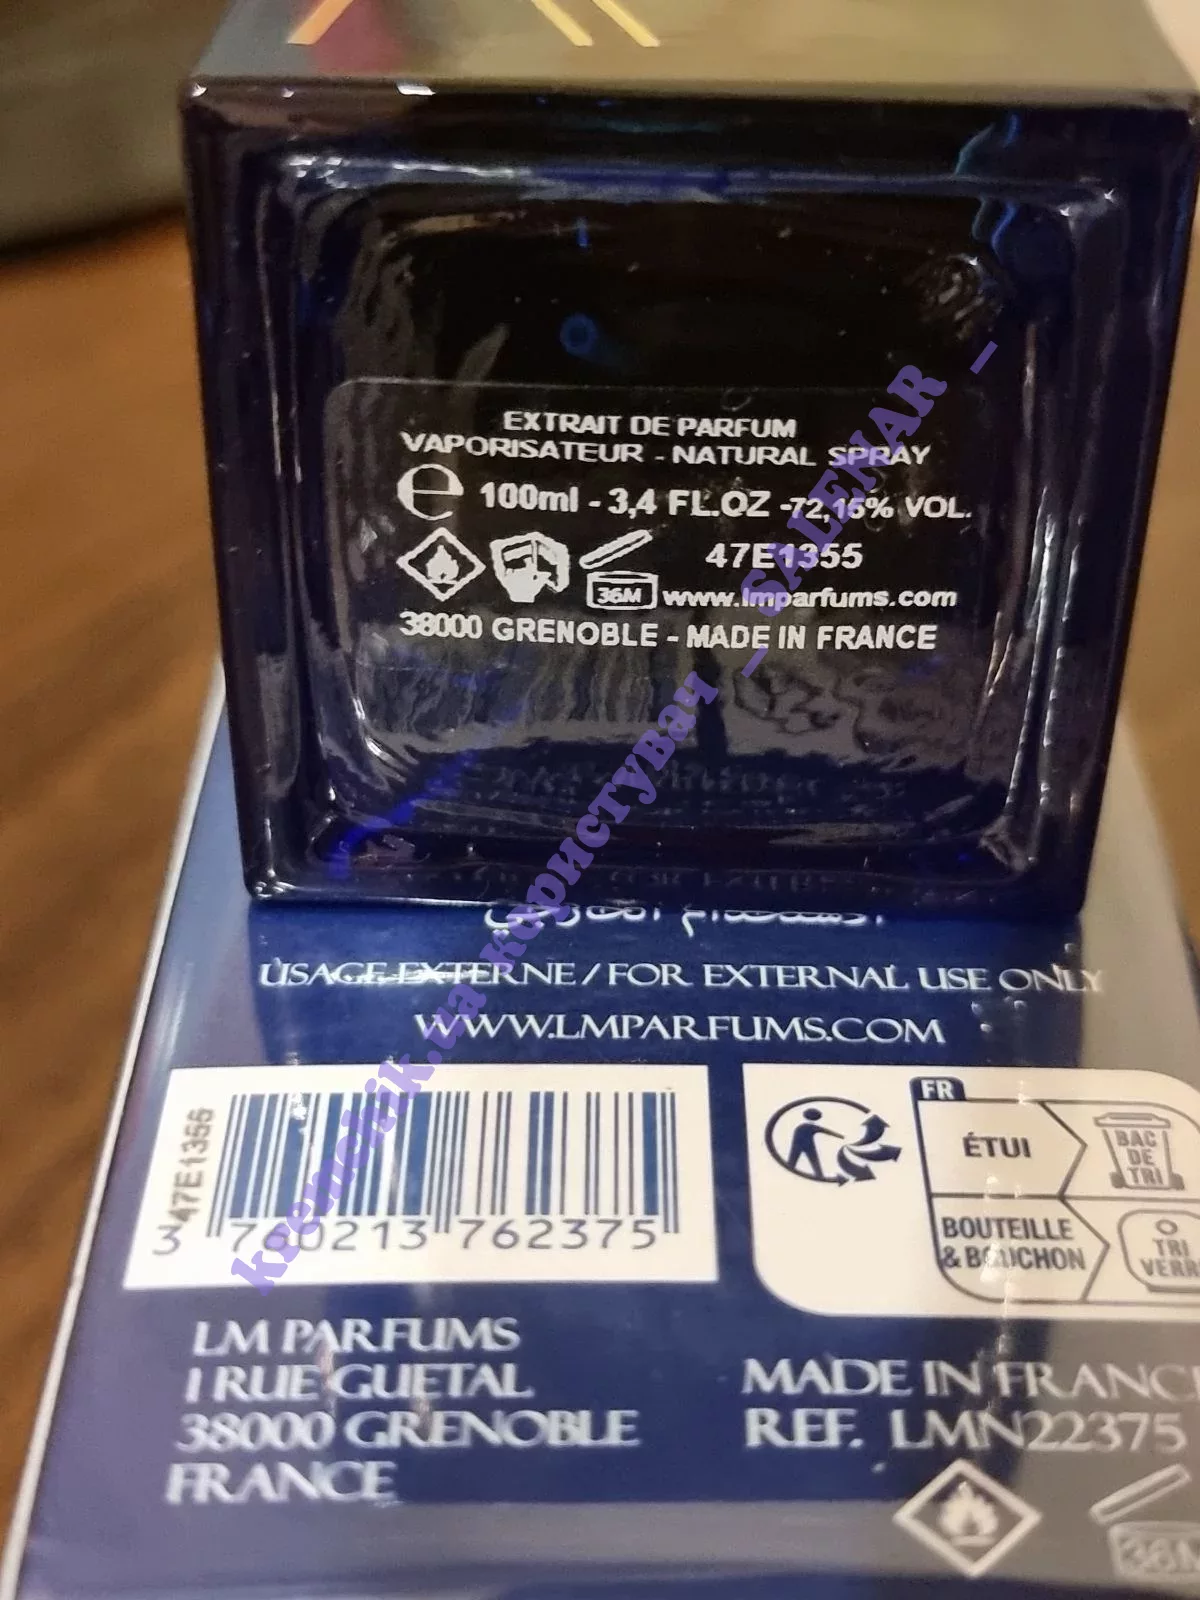 EXTRAIT DE PARFUM
VAPORISATEUR - NATURAL SPRAY
e 100ml - 3,4 FL.OZ -72,15% VOL.
47E1355
36M www.lmparfums.com
38000 GRENOBLE - MADE IN FRANCE
USAGE EXTERNE / FOR EXTERNAL USE ONLY
WWW.LMPARFUMS.COM
47E1355
3 760213 762375
FR
ÉTUI
BAC
DE
TRI
BOUTEILLE
& BOUCHON
TRI
LM PARFUMS
1 RUE GUETAL
38000 GRENOBLE
FRANCE
MADE IN FRANC
REF. LMN22375
36M
kremchik.ua користувач _ SALENAR _